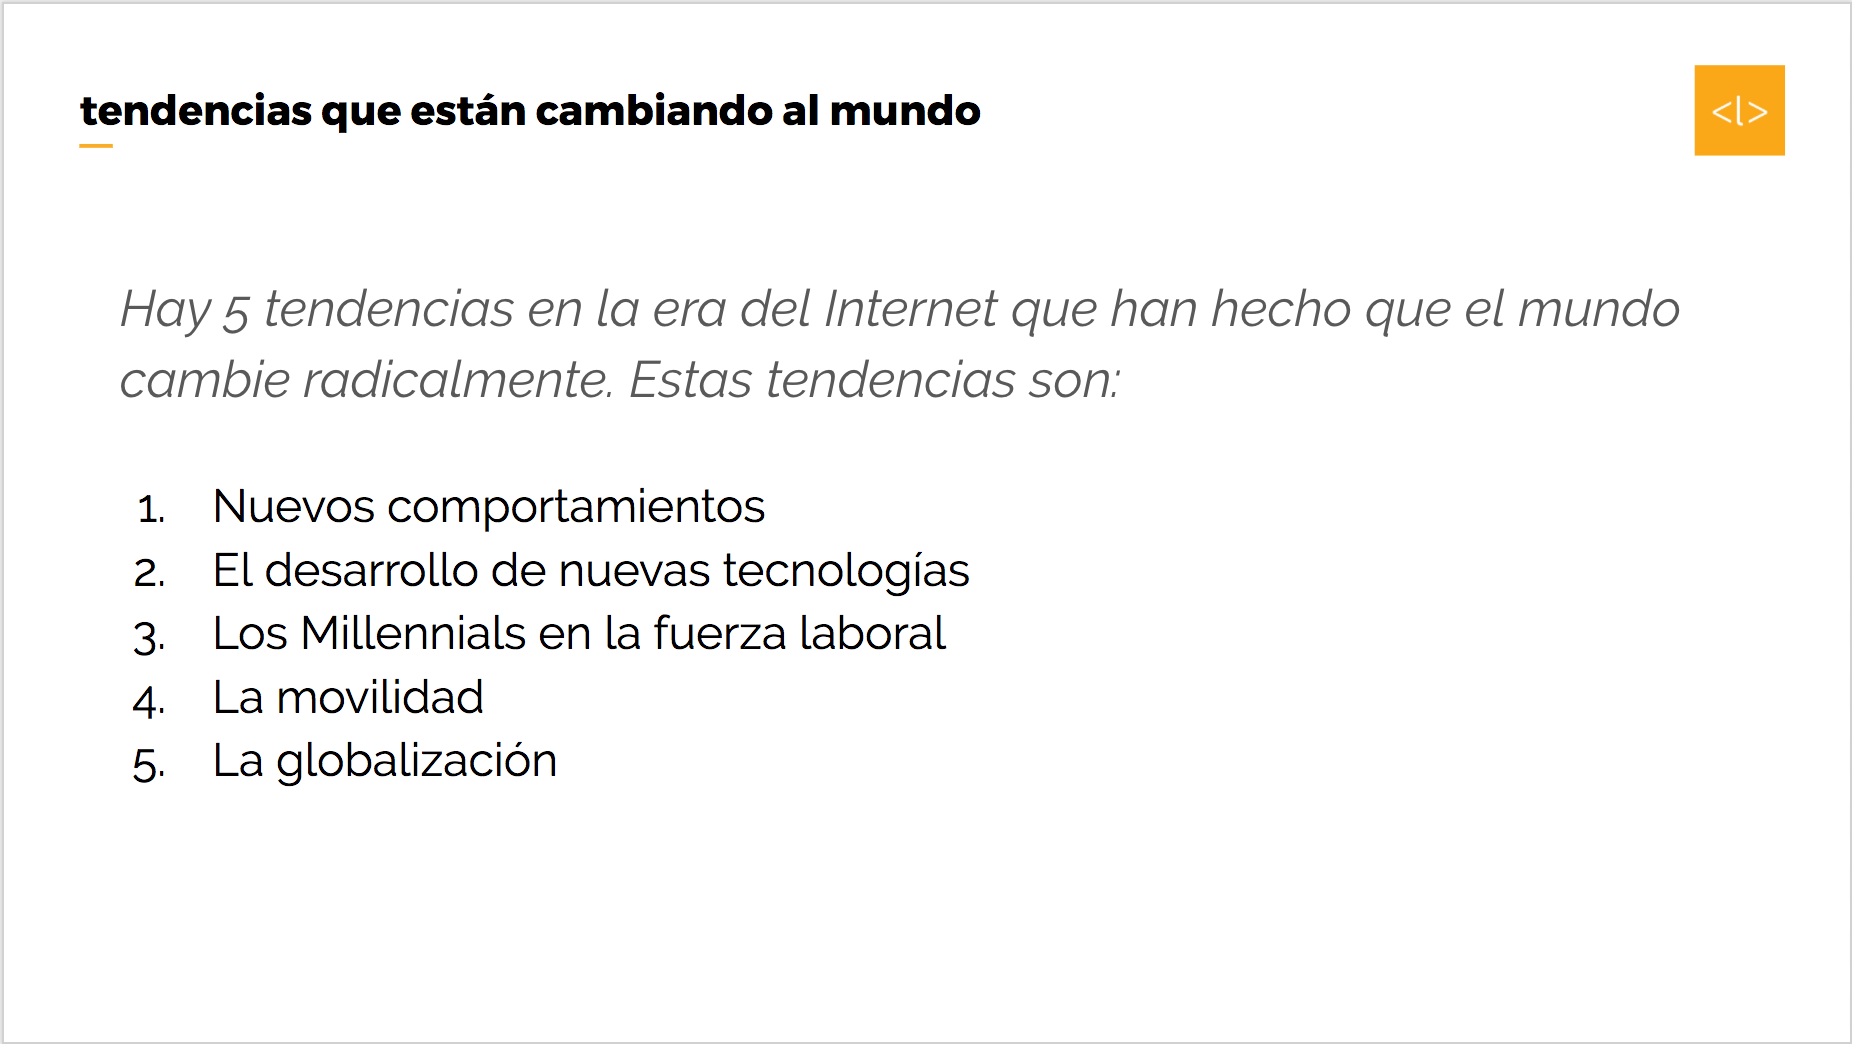 tendencias que están cambiando al mundo
<l>
Hay 5 tendencias en la era del Internet que han hecho que el mundo
cambie radicalmente. Estas tendencias son:
1. Nuevos comportamientos
2. El desarrollo de nuevas tecnologías
3. Los Millennials en la fuerza laboral
4. La movilidad
5. La globalización